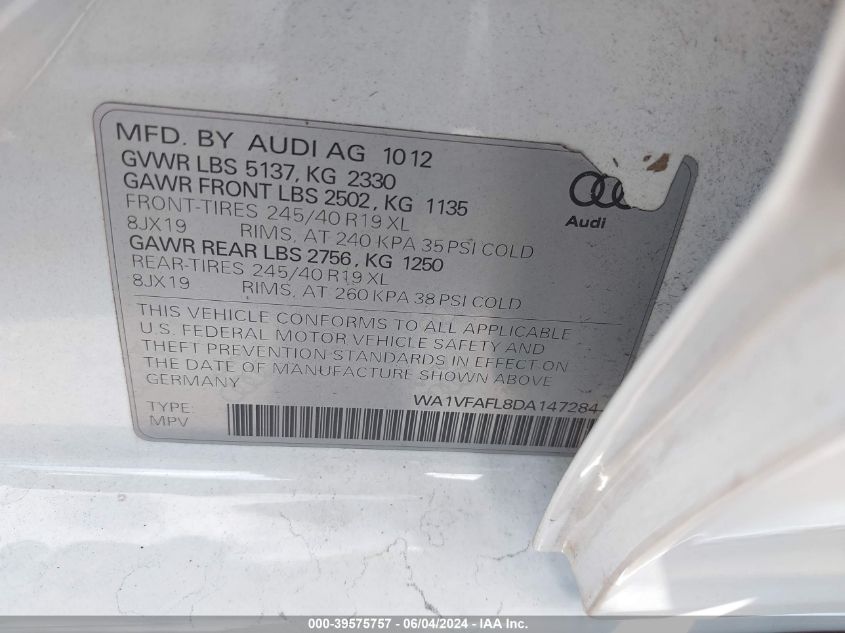 MFD. BY AUDI AG 1012
GVWR LBS 5137, KG 2330
GAWR FRONT LBS 2502, KG 1135
FRONT-TIRES 245/40 R19 XL
8JX19 RIMS, AT 240 KPA 35 PSI COLD
GAWR REAR LBS 2756, KG 1250
REAR-TIRES 245/40 R19 XL
8JX19 RIMS, AT 260 KPA 38 PSI COLD
Audi
THIS VEHICLE CONFORMS TO ALL APPLICABLE
U.S. FEDERAL MOTOR VEHICLE SAFETY AND
THEFT PREVENTION STANDARDS IN EFFECT ON
THE DATE OF MANUFACTURE SHOWN ABOVE
GERMANY
WA1VFAFL8DA147284
TYPE:
MPV
000-39575757 - 06/04/2024 - IAA Inc.